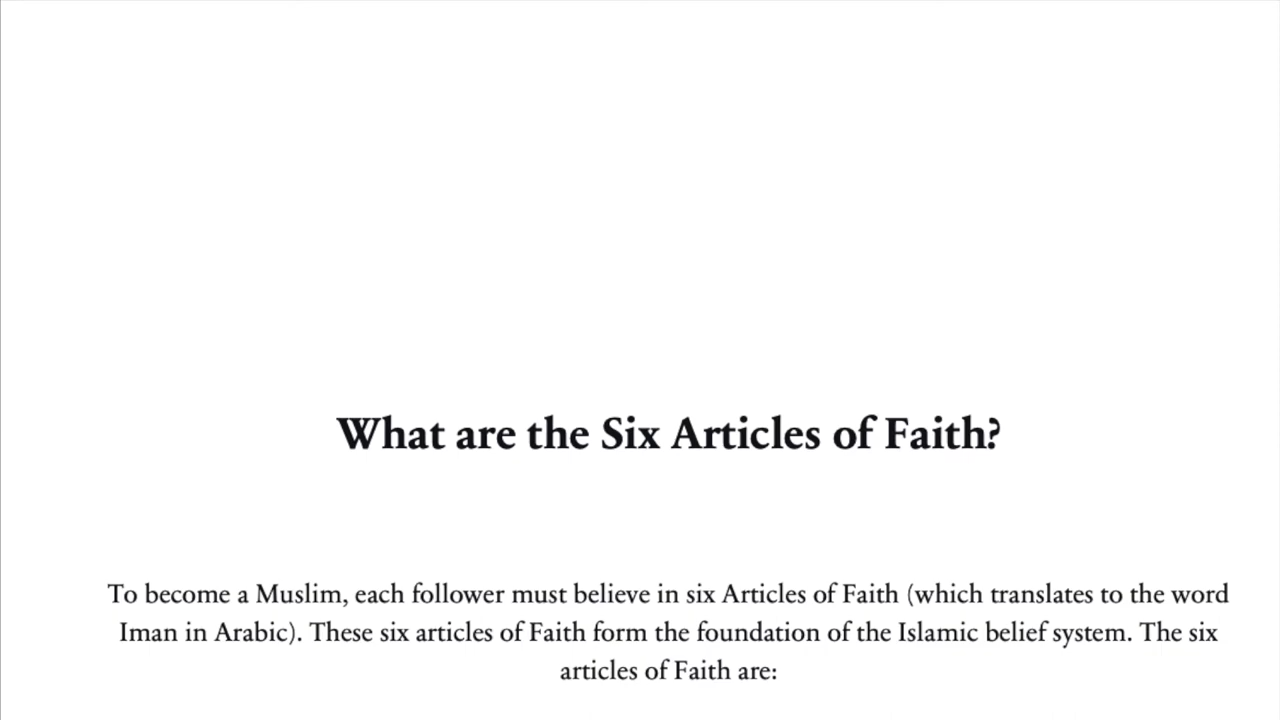 What are the Six Articles of Faith?
To become a Muslim, each follower must believe in six Articles of Faith (which translates to the word
Iman in Arabic). These six articles of Faith form the foundation of the Islamic belief system. The six
articles of Faith are: